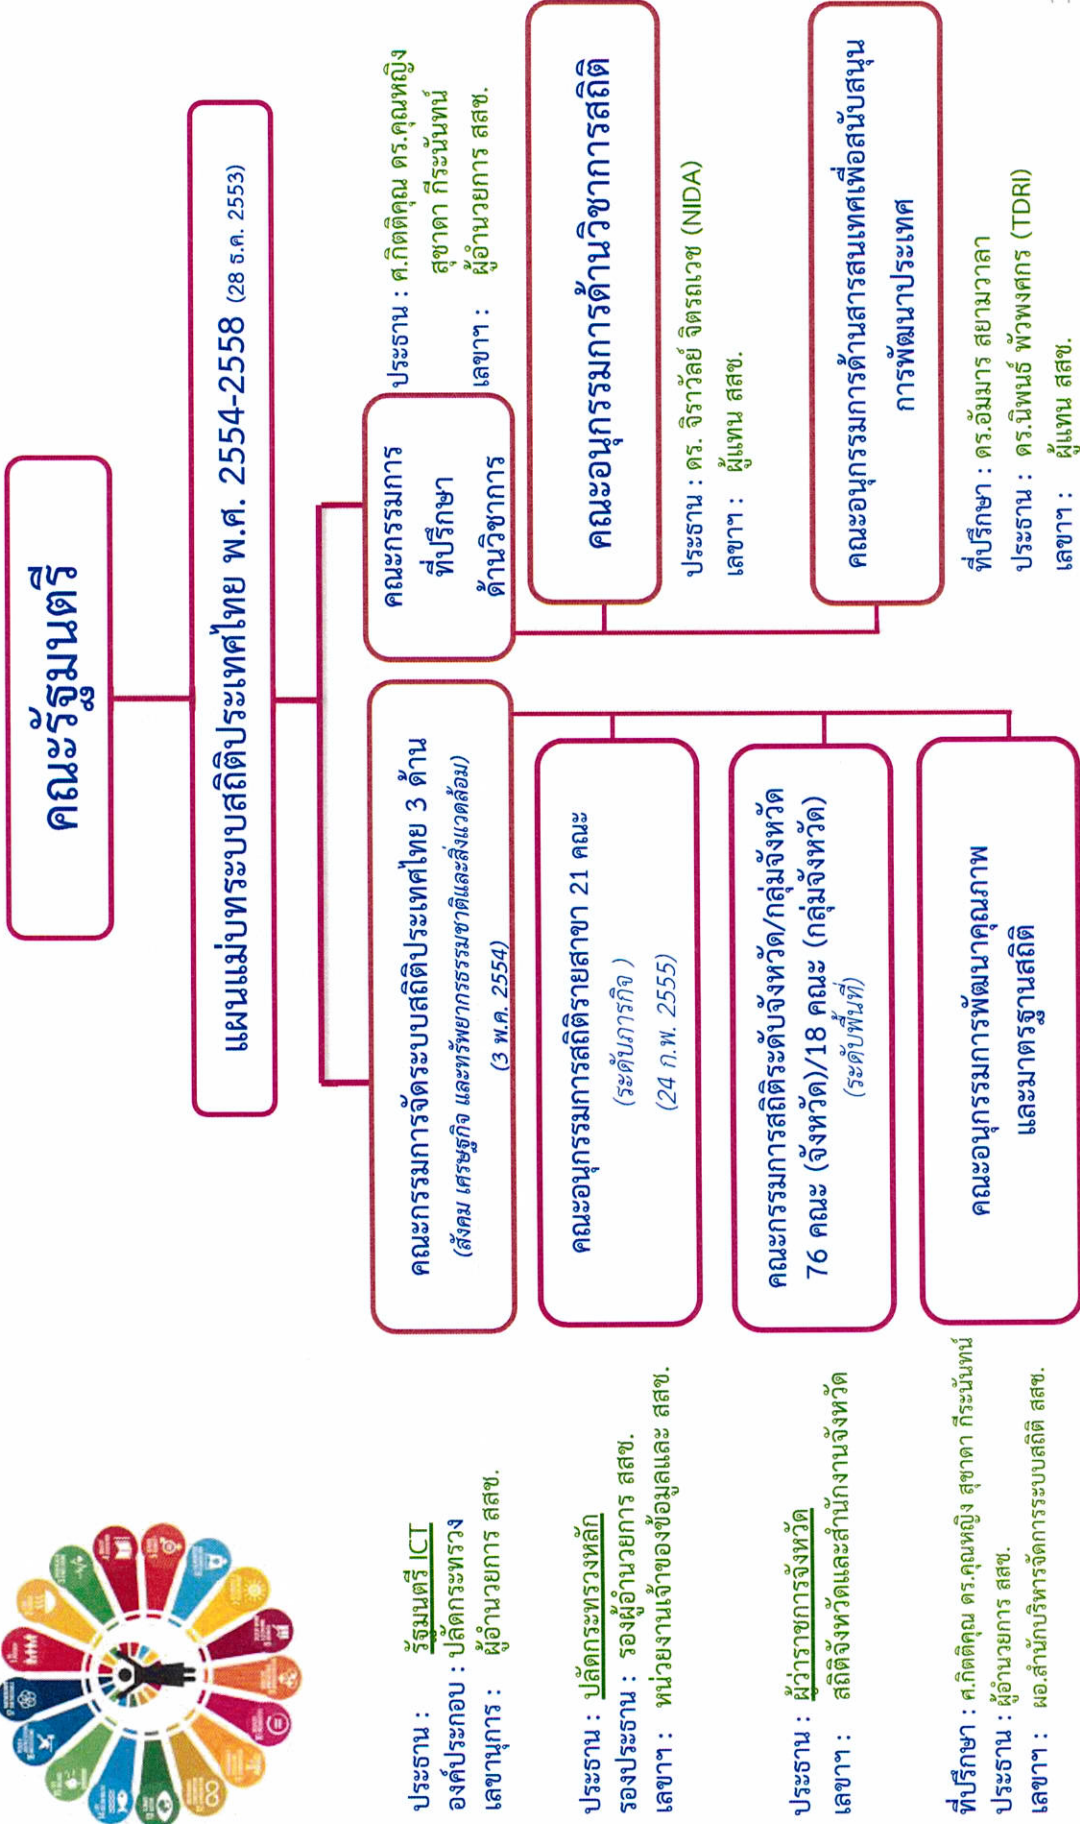 คณะรัฐมนตรี
แผนแม่บทระบบสถิติประเทศไทย พ.ศ. 2554-2558 (28 ธ.ค. 2553)
ประธาน : รัฐมนตรี ICT
องค์ประกอบ : ปลัดกระทรวง
เลขานุการ : ผู้อำนวยการ สสช.
คณะกรรมการจัดระบบสถิติประเทศไทย 3 ด้าน
(สังคม เศรษฐกิจ และทรัพยากรธรรมชาติและสิ่งแวดล้อม)
(3 พ.ค. 2554)
คณะกรรมการ
ที่ปรึกษา
ด้านวิชาการ
ประธาน : ศ.กิตติคุณ ดร.คุณหญิง
สุชาดา กีระนันทน์
เลขาฯ : ผู้อำนวยการ สสช.
ประธาน : ปลัดกระทรวงหลัก
รองประธาน : รองผู้อำนวยการ สสช.
เลขาฯ : หน่วยงานเจ้าของข้อมูลและ สสช.
คณะอนุกรรมการสถิติรายสาขา 21 คณะ
(ระดับภารกิจ )
(24 ก.พ. 2555)
คณะอนุกรรมการด้านวิชาการสถิติ
ประธาน : ดร. จิราวัลย์ จิตรถเวช (NIDA)
เลขาฯ : ผู้แทน สสช.
ประธาน : ผู้ว่าราชการจังหวัด
เลขาฯ : สถิติจังหวัดและสำนักงานจังหวัด
คณะกรรมการสถิติระดับจังหวัด/กลุ่มจังหวัด
76 คณะ (จังหวัด)/18 คณะ (กลุ่มจังหวัด)
(ระดับพื้นที่)
คณะอนุกรรมการด้านสารสนเทศเพื่อสนับสนุน
การพัฒนาประเทศ
ที่ปรึกษา : ดร.อัมมาร สยามวาลา
ประธาน : ดร.นิพนธ์ พัวพงศกร (TDRI)
เลขาฯ : ผู้แทน สสช.
ที่ปรึกษา : ศ.กิตติคุณ ดร.คุณหญิง สุชาดา กีระนันทน์
ประธาน : ผู้อำนวยการ สสช.
เลขาฯ : ผอ.สำนักบริหารจัดการระบบสถิติ สสช.
คณะอนุกรรมการพัฒนาคุณภาพ
และมาตรฐานสถิติ